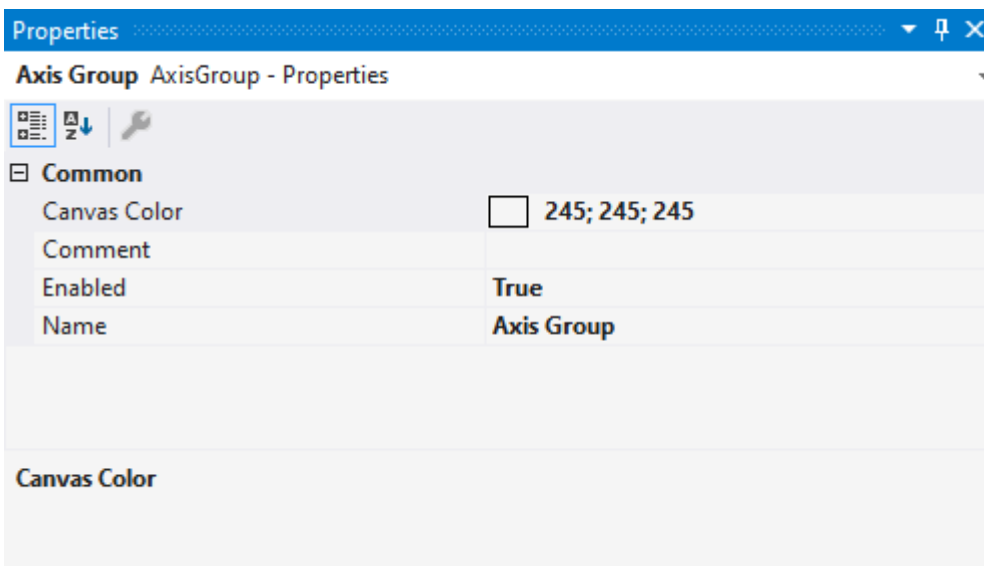 Properties
Axis Group AxisGroup - Properties
Common
Canvas Color 245; 245; 245
Comment
Enabled True
Name Axis Group
Canvas Color